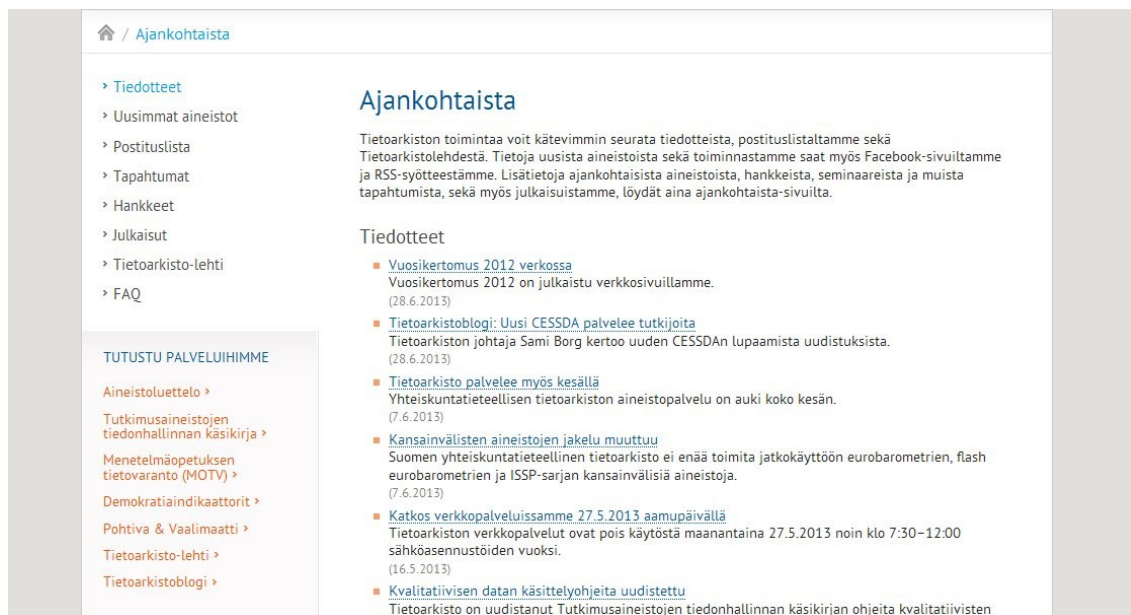 / Ajankohtaista
Tiedotteet
Uusimmat aineistot
Postituslista
Tapahtumat
Hankkeet
Julkaisut
Tietoarkisto-lehti
FAQ
TUTUSTU PALVELUIHIMME
Aineistoluettelo
Tutkimusaineistojen
tiedonhallinnan käsikirja
Menetelmäopetuksen
tietovaranto (MOTV)
Demokratiaindikaattorit
Pohtiva & Vaalimaatti
Tietoarkisto-lehti
Tietoarkistoblogi
Ajankohtaista
Tietoarkiston toimintaa voit kätevimmin seurata tiedotteista, postituslistaltamme sekä
Tietoarkistolehdestä. Tietoja uusista aineistoista sekä toiminnastamme saat myös Facebook-sivuiltamme
ja RSS-syötteestämme. Lisätietoja ajankohtaisista aineistoista, hankkeista, seminaareista ja muista
tapahtumista, sekä myös julkaisuistamme, löydät aina ajankohtaista-sivuilta.
Tiedotteet
Vuosikertomus 2012 verkossa
Vuosikertomus 2012 on julkaistu verkkosivuillamme.
(28.6.2013)
Tietoarkistoblogi: Uusi CESSDA palvelee tutkijoita
Tietoarkiston johtaja Sami Borg kertoo uuden CESSDAn lupaamista uudistuksista.
(28.6.2013)
Tietoarkisto palvelee myös kesällä
Yhteiskuntatieteellisen tietoarkiston aineistopalvelu on auki koko kesän.
(7.6.2013)
Kansainvälisten aineistojen jakelu muuttuu
Suomen yhteiskuntatieteellinen tietoarkisto ei enää toimita jatkokäyttöön eurobarometrien, flash
eurobarometrien ja ISSP-sarjan kansainvälisiä aineistoja.
(7.6.2013)
Katkos verkkopalveluissamme 27.5.2013 aamupäivällä
Tietoarkiston verkkopalvelut ovat pois käytöstä maanantaina 27.5.2013 noin klo 7:30–12:00
sähköasennustöiden vuoksi.
(16.5.2013)
Kvalitatiivisen datan käsittelyohjeita uudistettu
Tietoarkisto on uudistanut Tutkimusaineistojen tiedonhallinnan käsikirjan ohjeita kvalitatiivisten